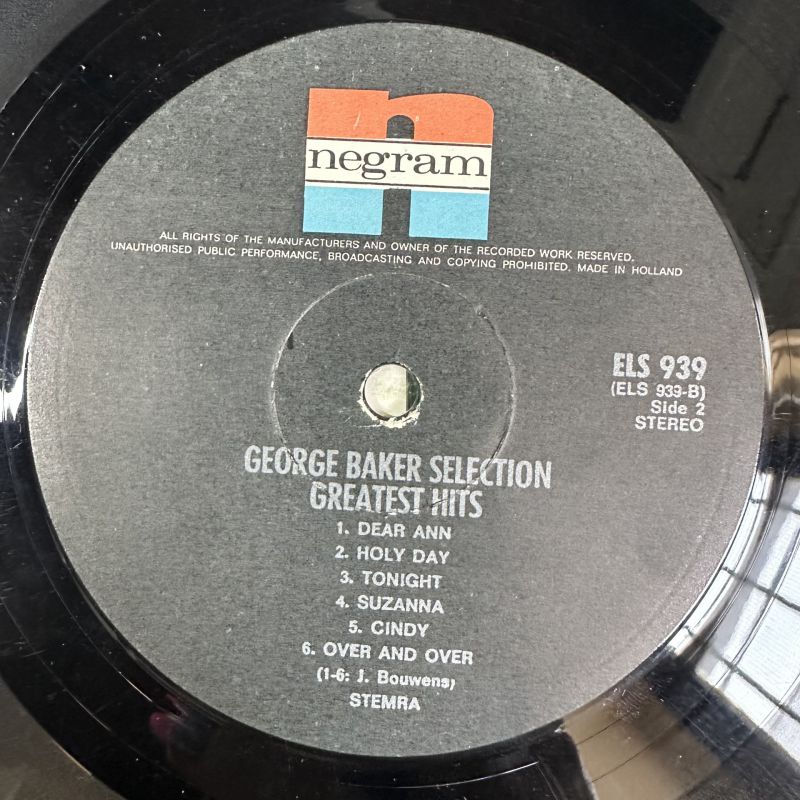 negram
ALL RIGHTS OF THE MANUFACTURERS AND OWNER OF THE RECORDED WORK RESERVED.
UNAUTHORISED PUBLIC PERFORMANCE, BROADCASTING AND COPYING PROHIBITED. MADE IN HOLLAND
ELS 939
(ELS 939-B)
Side 2
STEREO
GEORGE BAKER SELECTION
GREATEST HITS
1. DEAR ANN
2. HOLY DAY
3. TONIGHT
4. SUZANNA
5. CINDY
6. OVER AND OVER
(1-6: J. Bouwens)
STEMRA